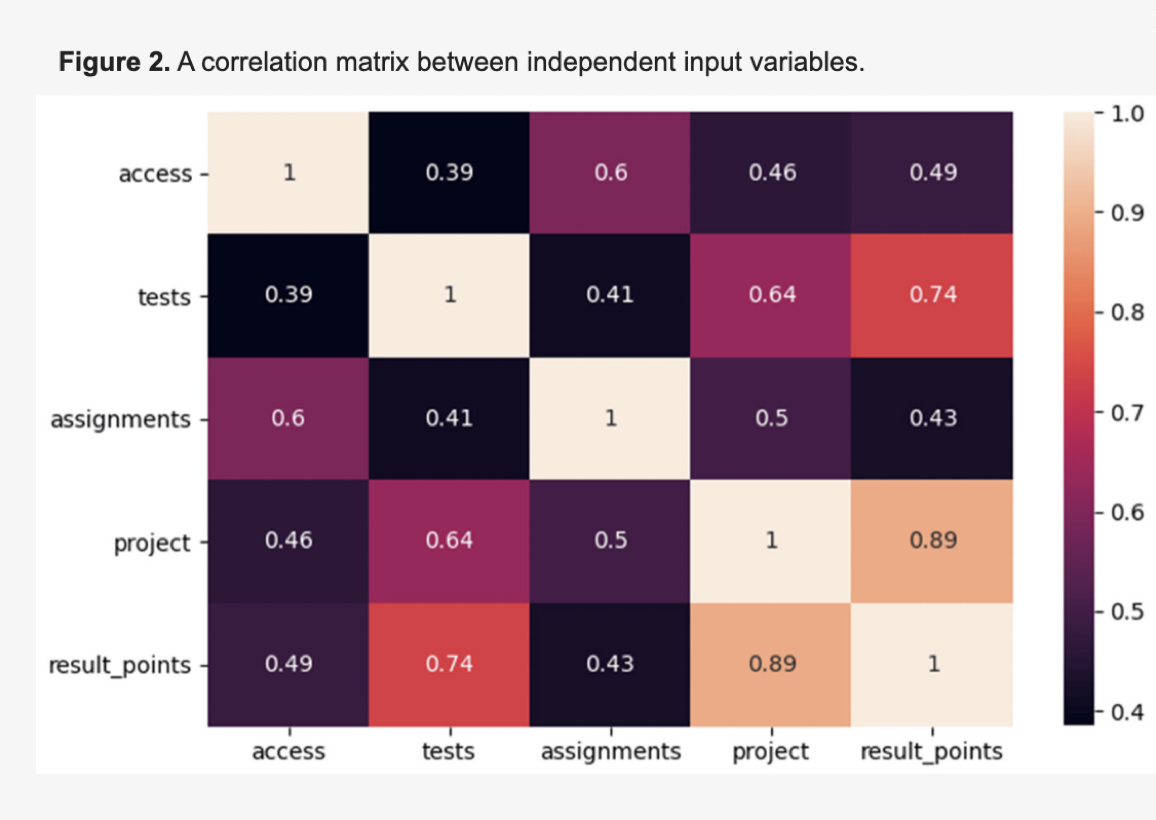 Figure 2. A correlation matrix between independent input variables.
1.0
access 1 0.39 0.6 0.46 0.49
0.9
tests 0.39 1 0.41 0.64 0.74
0.8
assignments 0.6 0.41 1 0.5 0.43
0.7
project 0.46 0.64 0.5 1 0.89
0.6
0.5
result_points 0.49 0.74 0.43 0.89 1
0.4
access tests assignments project result_points